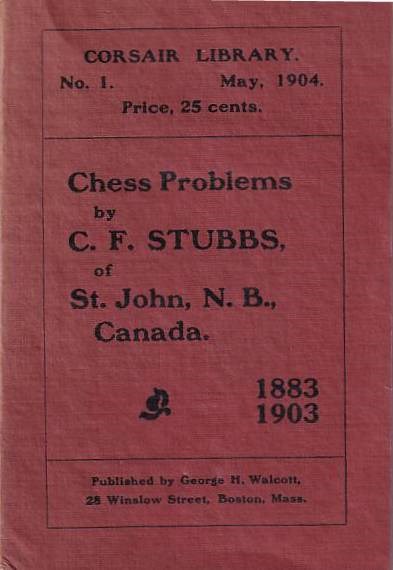 CORSAIR LIBRARY.
No. 1. May, 1904.
Price, 25 cents.
Chess Problems
by
C. F. STUBBS,
of
St. John, N. B.,
Canada.
1883
1903
Published by George H. Walcott,
28 Winslow Street, Boston, Mass.